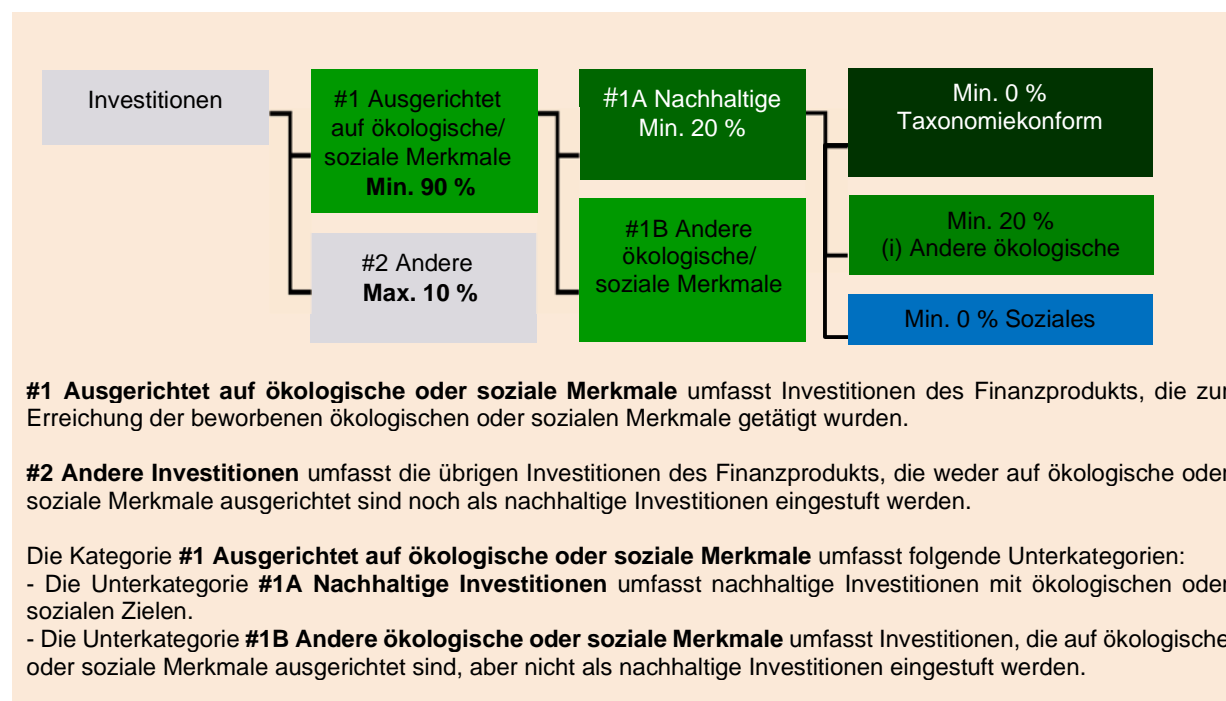 Investitionen
#1 Ausgerichtet
auf ökologische/
soziale Merkmale
Min. 90 %
#2 Andere
Max. 10 %
#1A Nachhaltige
Min. 20 %
#1B Andere
ökologische/
soziale Merkmale
Min. 0 %
Taxonomiekonform
Min. 20 %
(i) Andere ökologische
Min. 0 % Soziales
#1 Ausgerichtet auf ökologische oder soziale Merkmale umfasst Investitionen des Finanzprodukts, die zur
Erreichung der beworbenen ökologischen oder sozialen Merkmale getätigt wurden.
#2 Andere Investitionen umfasst die übrigen Investitionen des Finanzprodukts, die weder auf ökologische oder
soziale Merkmale ausgerichtet sind noch als nachhaltige Investitionen eingestuft werden.
Die Kategorie #1 Ausgerichtet auf ökologische oder soziale Merkmale umfasst folgende Unterkategorien:
- Die Unterkategorie #1A Nachhaltige Investitionen umfasst nachhaltige Investitionen mit ökologischen oder
sozialen Zielen.
- Die Unterkategorie #1B Andere ökologische oder soziale Merkmale umfasst Investitionen, die auf ökologische
oder soziale Merkmale ausgerichtet sind, aber nicht als nachhaltige Investitionen eingestuft werden.